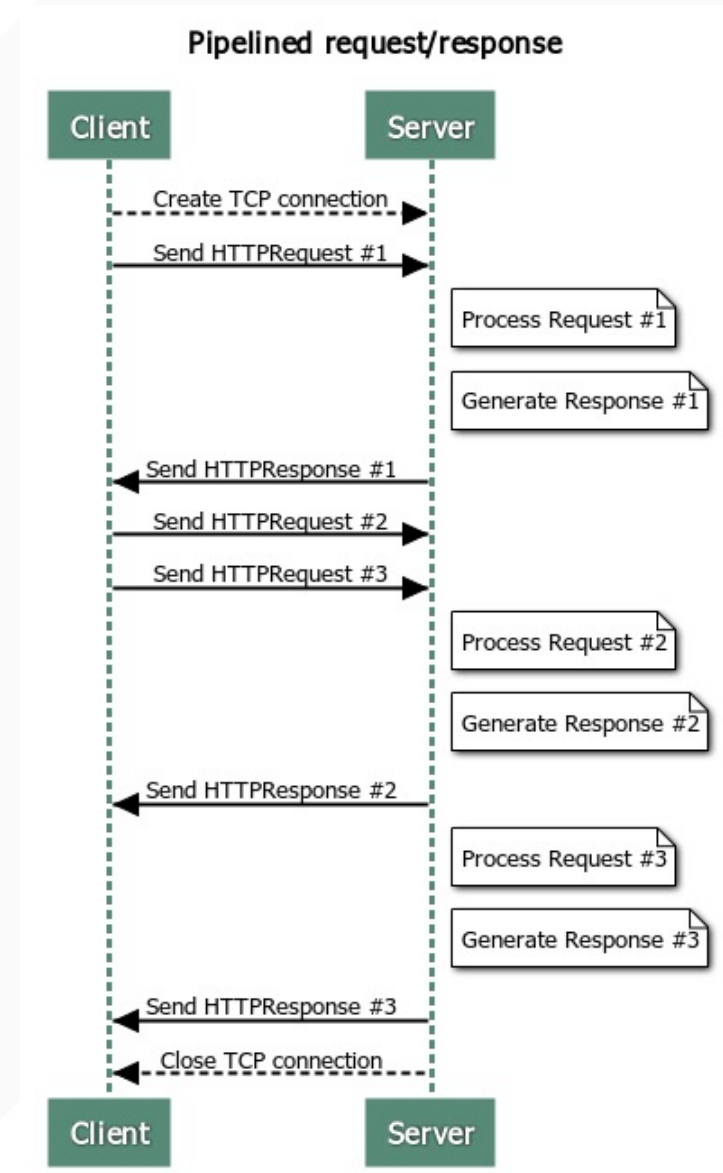 Pipelined request/response
Client
Server
Create TCP connection
Send HTTPRequest #1
Process Request #1
Generate Response #1
Send HTTPResponse #1
Send HTTPRequest #2
Send HTTPRequest #3
Process Request #2
Generate Response #2
Send HTTPResponse #2
Process Request #3
Generate Response #3
Send HTTPResponse #3
Close TCP connection
Client
Server